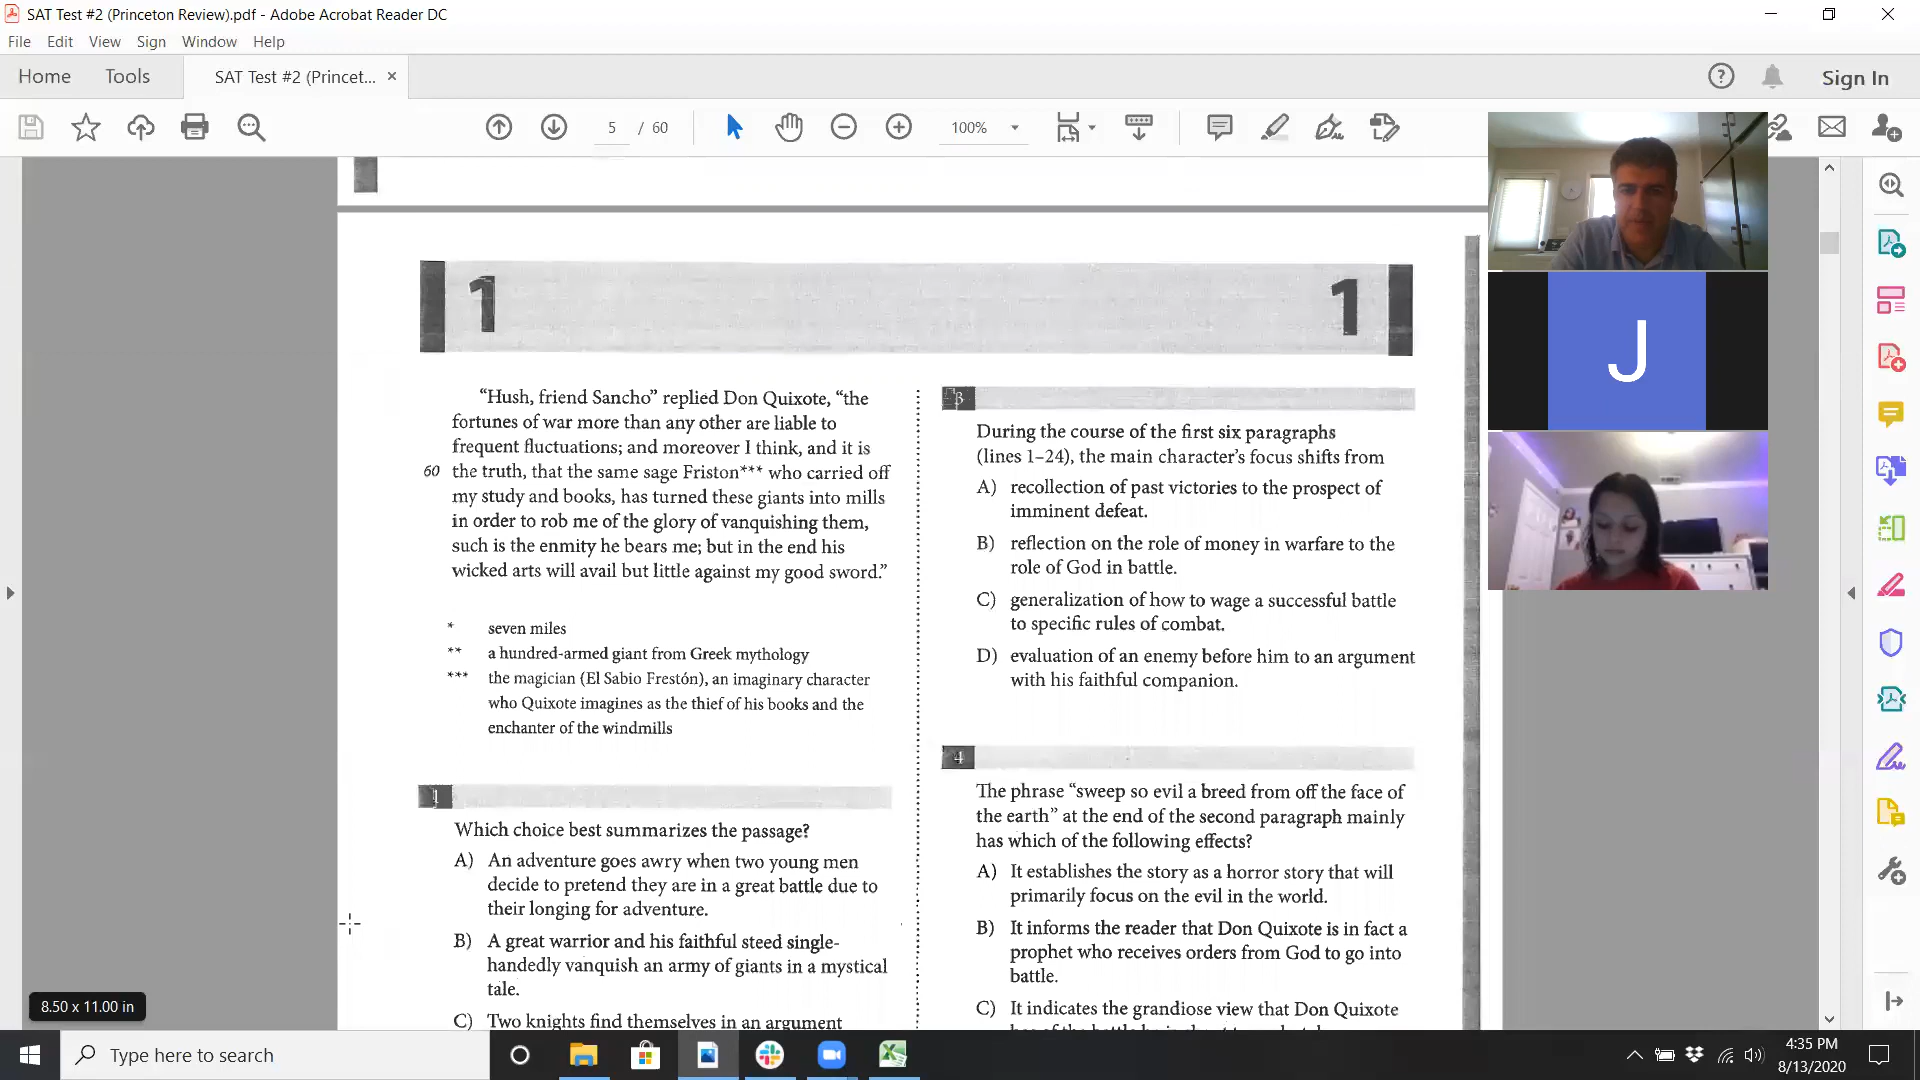 SAT Test #2 (Princeton Review).pdf - Adobe Acrobat Reader DC
File Edit View Sign Window Help
Home Tools SAT Test #2 (Princet... × Sign In
5 / 60 100%
1 1
“Hush, friend Sancho” replied Don Quixote, “the
fortunes of war more than any other are liable to
frequent fluctuations; and moreover I think, and it is
60 the truth, that the same sage Friston*** who carried off
my study and books, has turned these giants into mills
in order to rob me of the glory of vanquishing them,
such is the enmity he bears me; but in the end his
wicked arts will avail but little against my good sword.”
* seven miles
** a hundred-armed giant from Greek mythology
*** the magician (El Sabio Frestón), an imaginary character
who Quixote imagines as the thief of his books and the
enchanter of the windmills
1
Which choice best summarizes the passage?
A) An adventure goes awry when two young men
decide to pretend they are in a great battle due to
their longing for adventure.
B) A great warrior and his faithful steed single-
handedly vanquish an army of giants in a mystical
tale.
C) Two knights find themselves in an argument
3
During the course of the first six paragraphs
(lines 1–24), the main character’s focus shifts from
A) recollection of past victories to the prospect of
imminent defeat.
B) reflection on the role of money in warfare to the
role of God in battle.
C) generalization of how to wage a successful battle
to specific rules of combat.
D) evaluation of an enemy before him to an argument
with his faithful companion.
4
The phrase “sweep so evil a breed from off the face of
the earth” at the end of the second paragraph mainly
has which of the following effects?
A) It establishes the story as a horror story that will
primarily focus on the evil in the world.
B) It informs the reader that Don Quixote is in fact a
prophet who receives orders from God to go into
battle.
C) It indicates the grandiose view that Don Quixote
J
8.50 x 11.00 in
Type here to search
4:35 PM
8/13/2020